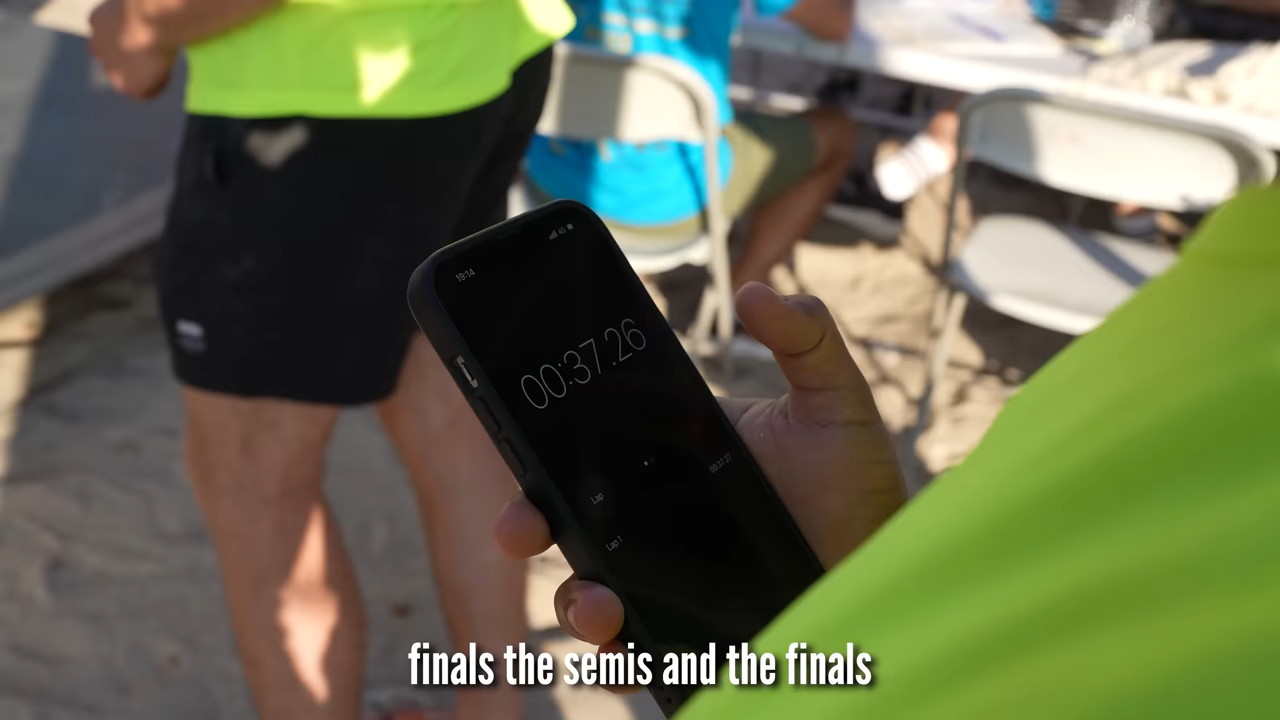 19:14
00:37.26
00:37.27
Lap
Lap 1
finals the semis and the finals